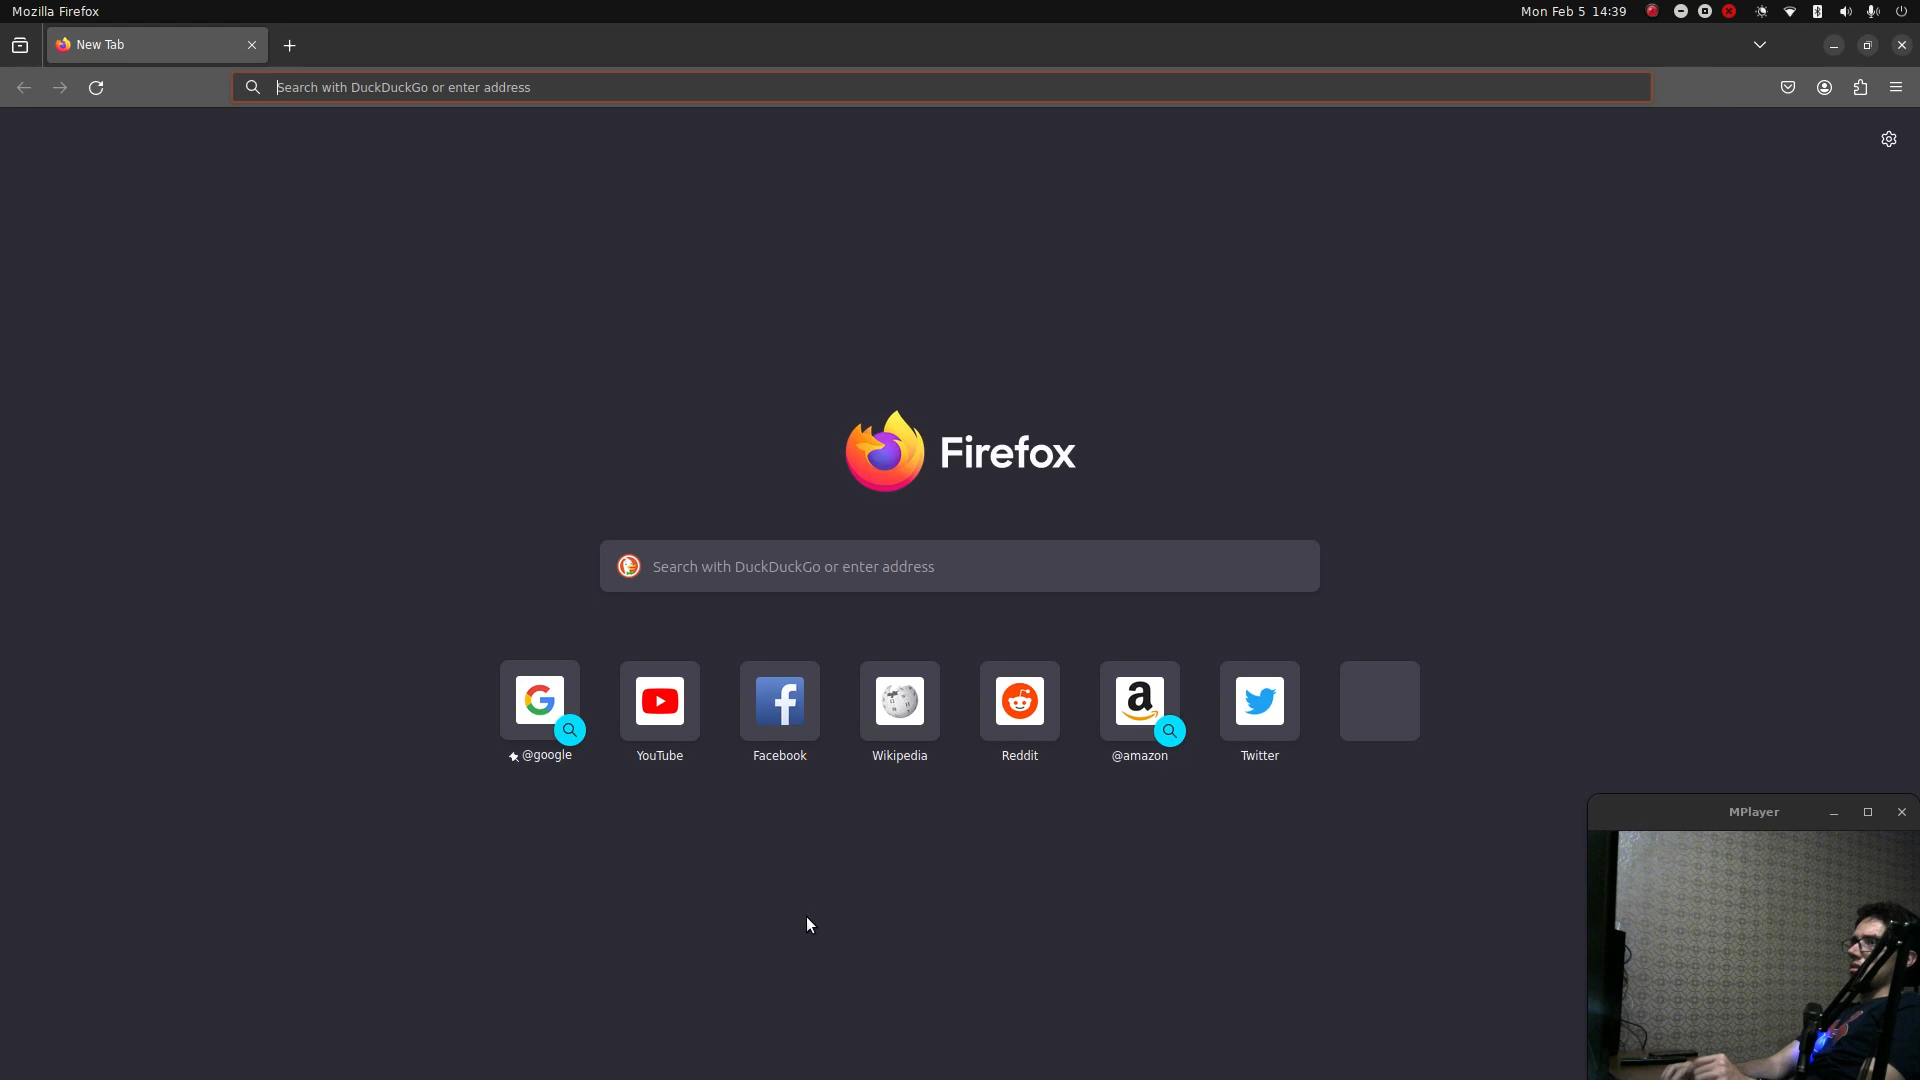 Mozilla Firefox
Mon Feb 5 14:39
New Tab
Search with DuckDuckGo or enter address
Firefox
Search with DuckDuckGo or enter address
@google
YouTube
Facebook
Wikipedia
Reddit
@amazon
Twitter
MPlayer